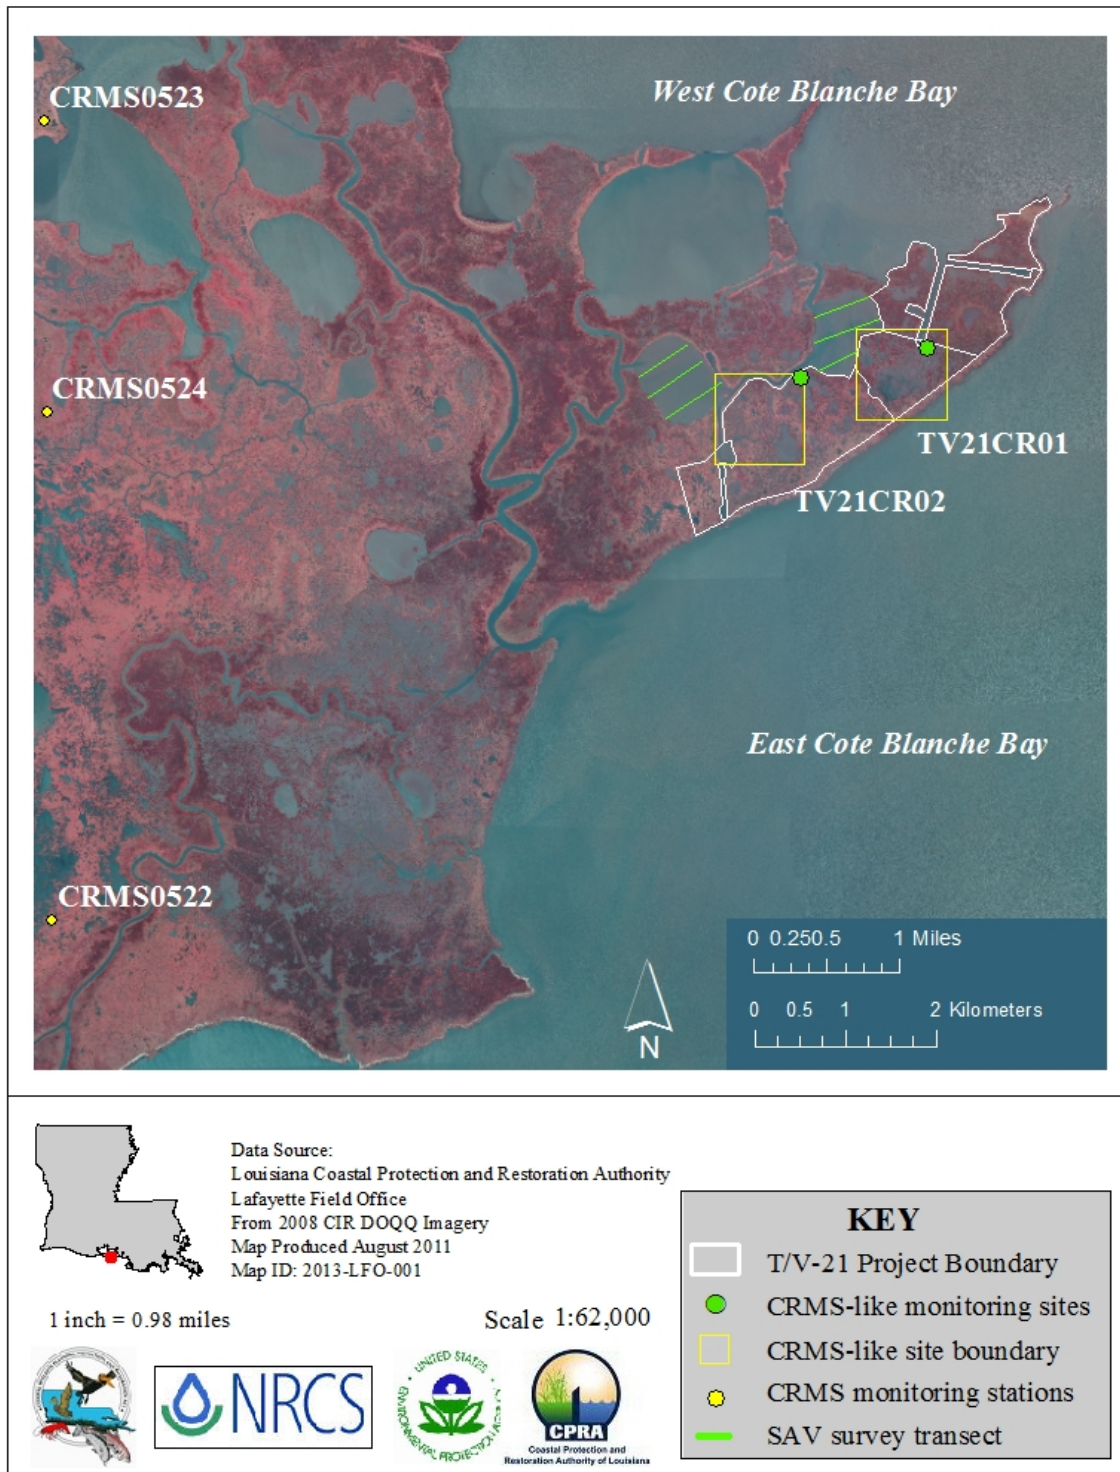 CRMS0523
West Cote Blanche Bay
CRMS0524
TV21CR01
TV21CR02
East Cote Blanche Bay
CRMS0522
0 0.250.5 1 Miles
0 0.5 1 2 Kilometers
N
Data Source:
Louisiana Coastal Protection and Restoration Authority
Lafayette Field Office
From 2008 CIR DOQQ Imagery
Map Produced August 2011
Map ID: 2013-LFO-001
1 inch = 0.98 miles
Scale 1:62,000
KEY
T/V-21 Project Boundary
CRMS-like monitoring sites
CRMS-like site boundary
CRMS monitoring stations
SAV survey transect
NRCS
UNITED STATES
ENVIRONMENTAL PROTECTION AGENCY
CPRA
Coastal Protection and
Restoration Authority of Louisiana